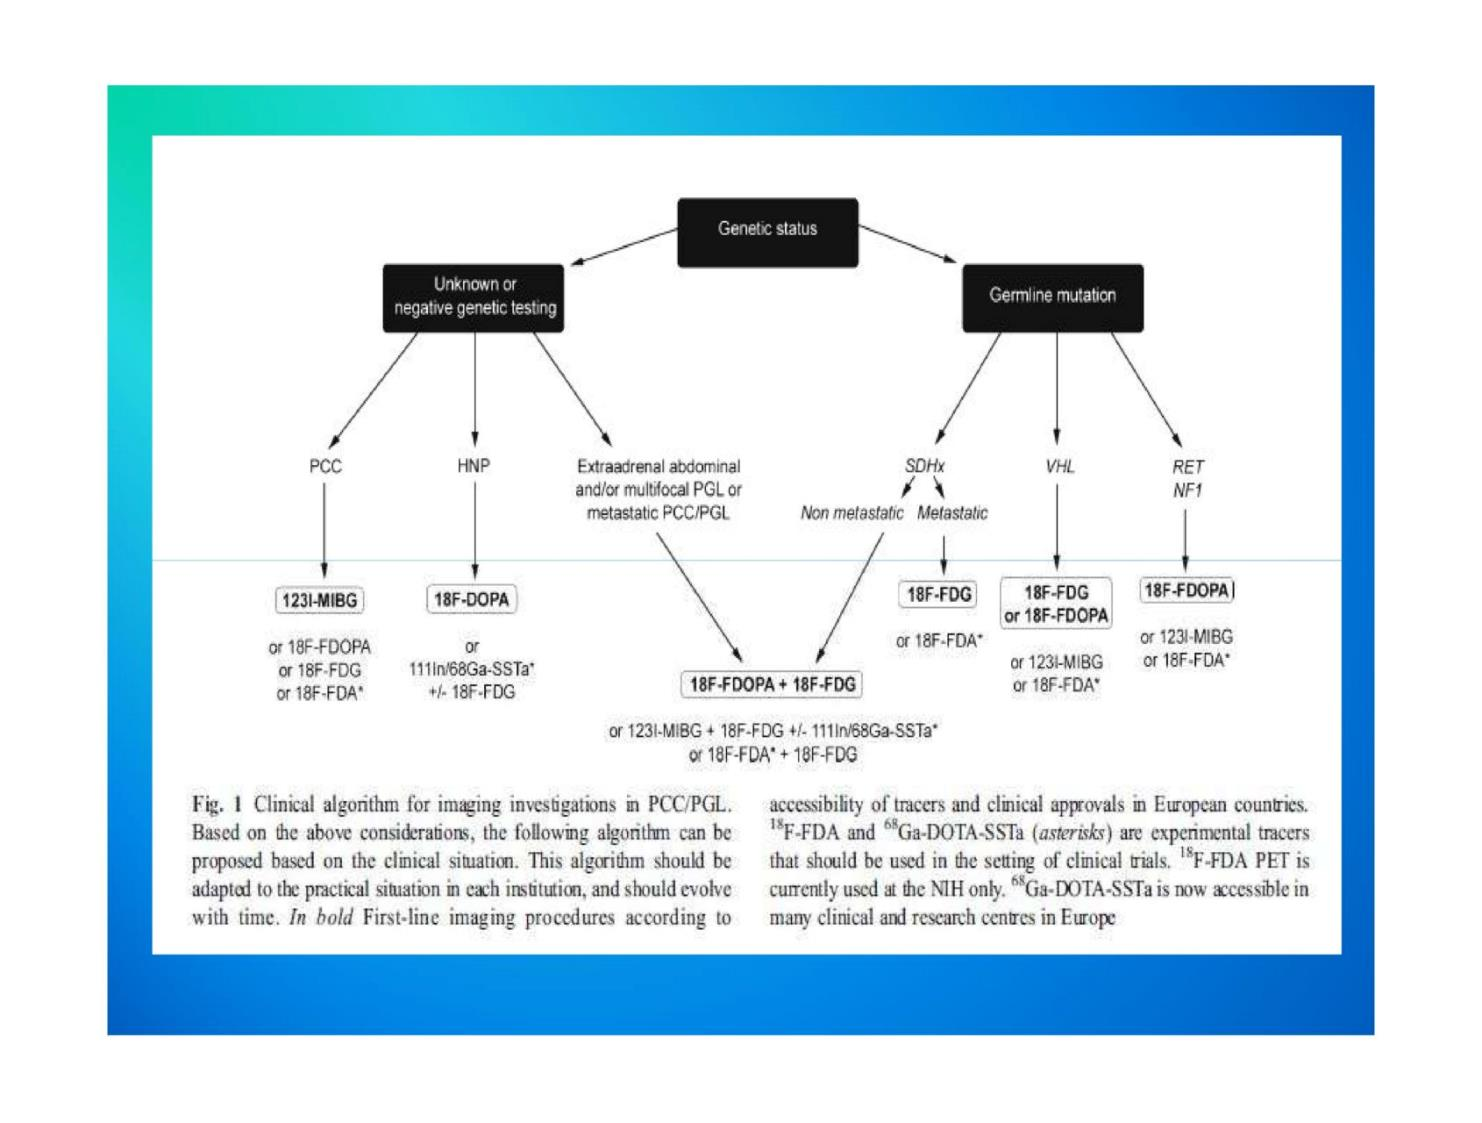 Genetic status
Unknown or
negative genetic testing
Germline mutation
PCC
HNP
Extraadrenal abdominal
and/or multifocal PGL or
metastatic PCC/PGL
SDHx
Non metastatic Metastatic
VHL
RET
NF1
123I-MIBG
or 18F-FDOPA
or 18F-FDG
or 18F-FDA*
18F-DOPA
or
111In/68Ga-SSTa*
+/- 18F-FDG
18F-FDOPA + 18F-FDG
or 123I-MIBG + 18F-FDG +/- 111In/68Ga-SSTa*
or 18F-FDA* + 18F-FDG
18F-FDG
or 18F-FDA*
18F-FDG
or 18F-FDOPA
or 123I-MIBG
or 18F-FDA*
18F-FDOPA
or 123I-MIBG
or 18F-FDA*
Fig. 1 Clinical algorithm for imaging investigations in PCC/PGL.
Based on the above considerations, the following algorithm can be
proposed based on the clinical situation. This algorithm should be
adapted to the practical situation in each institution, and should evolve
with time. In bold First-line imaging procedures according to
accessibility of tracers and clinical approvals in European countries.
¹⁸F-FDA and ⁶⁸Ga-DOTA-SSTa (asterisks) are experimental tracers
that should be used in the setting of clinical trials. ¹⁸F-FDA PET is
currently used at the NIH only. ⁶⁸Ga-DOTA-SSTa is now accessible in
many clinical and research centres in Europe